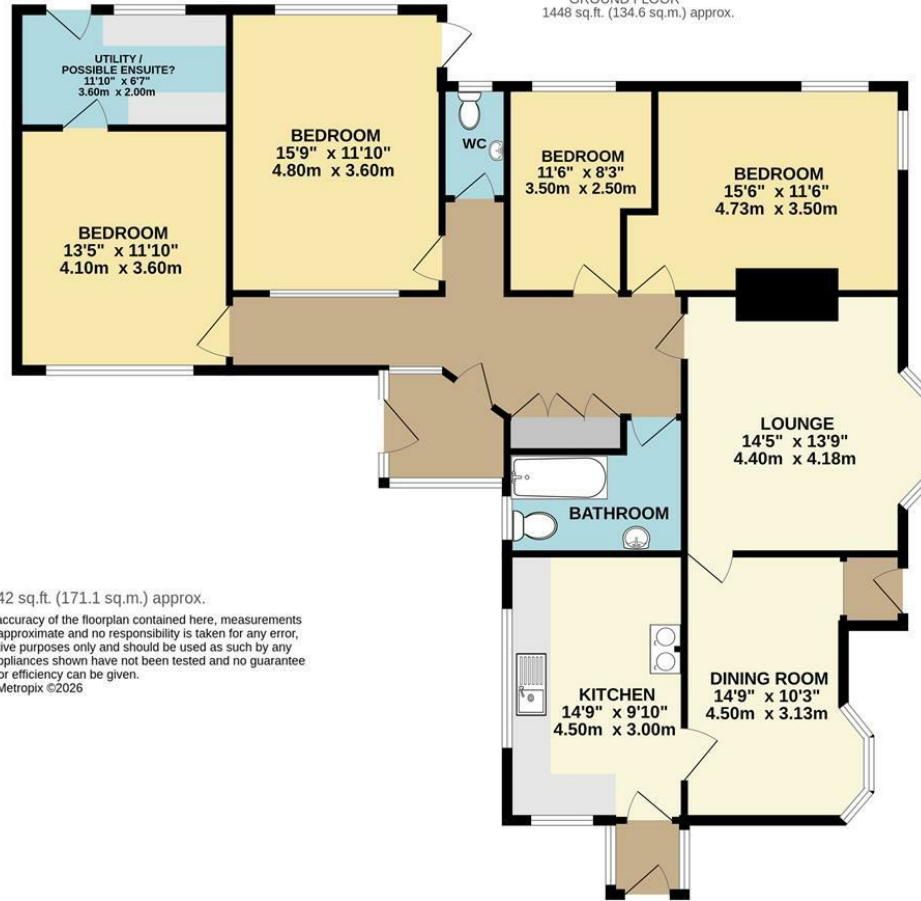 GROUND FLOOR
1448 sq.ft. (134.6 sq.m.) approx.
UTILITY /
POSSIBLE ENSUITE?
11'10" x 6'7"
3.60m x 2.00m
BEDROOM
15'9" x 11'10"
4.80m x 3.60m
WC
BEDROOM
11'6" x 8'3"
3.50m x 2.50m
BEDROOM
15'6" x 11'6"
4.73m x 3.50m
BEDROOM
13'5" x 11'10"
4.10m x 3.60m
LOUNGE
14'5" x 13'9"
4.40m x 4.18m
BATHROOM
KITCHEN
14'9" x 9'10"
4.50m x 3.00m
DINING ROOM
14'9" x 10'3"
4.50m x 3.13m
42 sq.ft. (171.1 sq.m.) approx.
accuracy of the floorplan contained here, measurements
approximate and no responsibility is taken for any error,
ive purposes only and should be used as such by any
ppliances shown have not been tested and no guarantee
or efficiency can be given.
Metropix ©2026